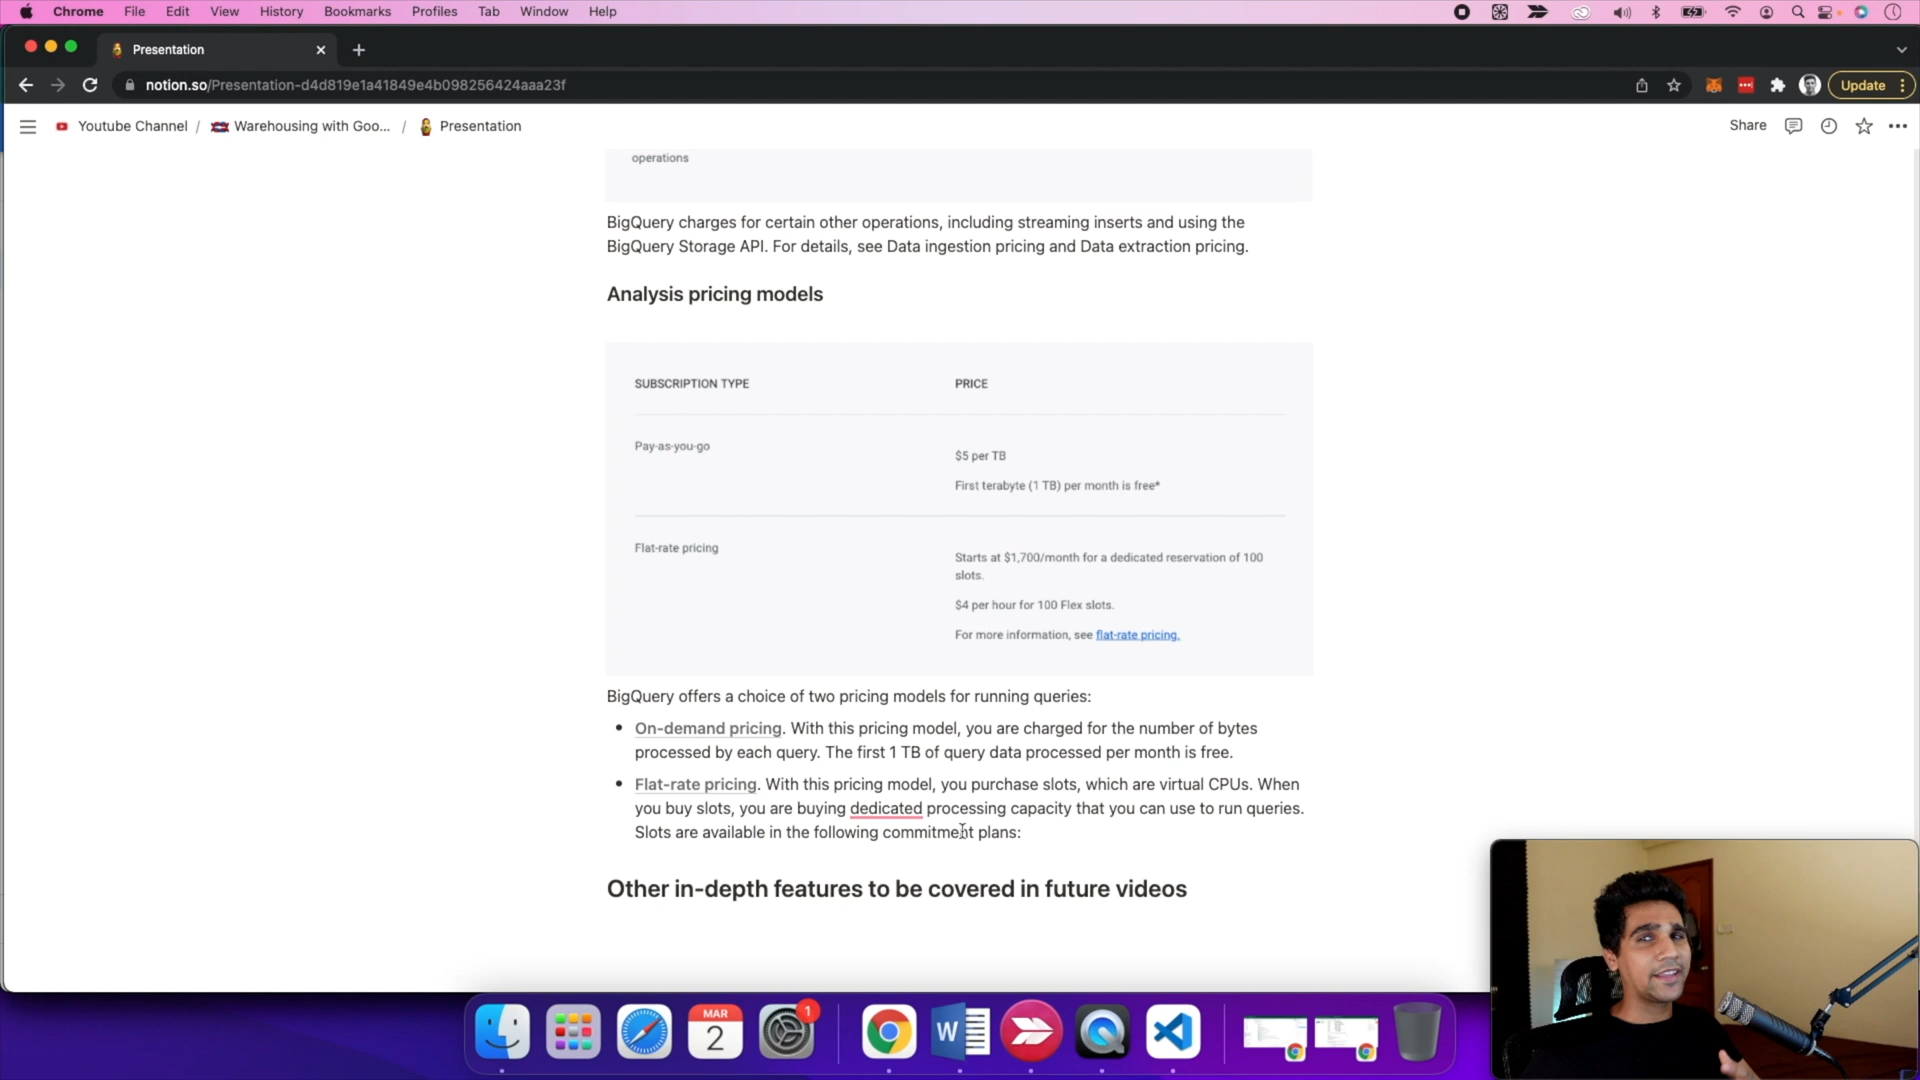 Chrome File Edit View History Bookmarks Profiles Tab Window Help
Presentation
notion.so/Presentation-d4d819e1a41849e4b098256424aaa23f
Update
Youtube Channel / Warehousing with Goo... / Presentation
Share
operations
BigQuery charges for certain other operations, including streaming inserts and using the
BigQuery Storage API. For details, see Data ingestion pricing and Data extraction pricing.
Analysis pricing models
SUBSCRIPTION TYPE PRICE
Pay-as-you-go
$5 per TB
First terabyte (1 TB) per month is free*
Flat-rate pricing
Starts at $1,700/month for a dedicated reservation of 100
slots.
$4 per hour for 100 Flex slots.
For more information, see flat-rate pricing.
BigQuery offers a choice of two pricing models for running queries:
• On-demand pricing. With this pricing model, you are charged for the number of bytes
processed by each query. The first 1 TB of query data processed per month is free.
• Flat-rate pricing. With this pricing model, you purchase slots, which are virtual CPUs. When
you buy slots, you are buying dedicated processing capacity that you can use to run queries.
Slots are available in the following commitment plans:
Other in-depth features to be covered in future videos
MAR
2
1
W